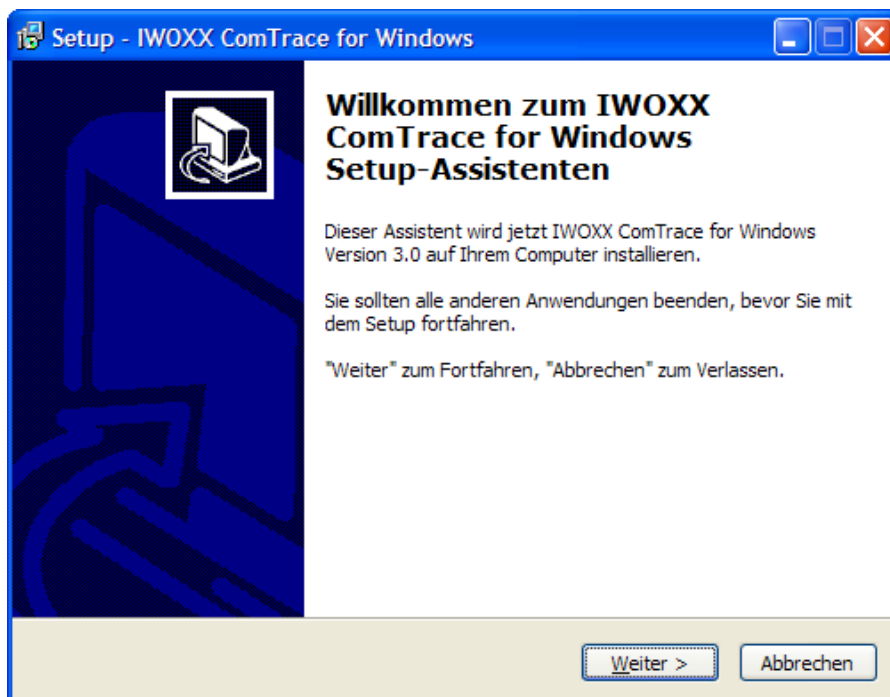 Setup - IWOXX ComTrace for Windows
Willkommen zum IWOXX
ComTrace for Windows
Setup-Assistenten
Dieser Assistent wird jetzt IWOXX ComTrace for Windows
Version 3.0 auf Ihrem Computer installieren.
Sie sollten alle anderen Anwendungen beenden, bevor Sie mit
dem Setup fortfahren.
"Weiter" zum Fortfahren, "Abbrechen" zum Verlassen.
Weiter > Abbrechen